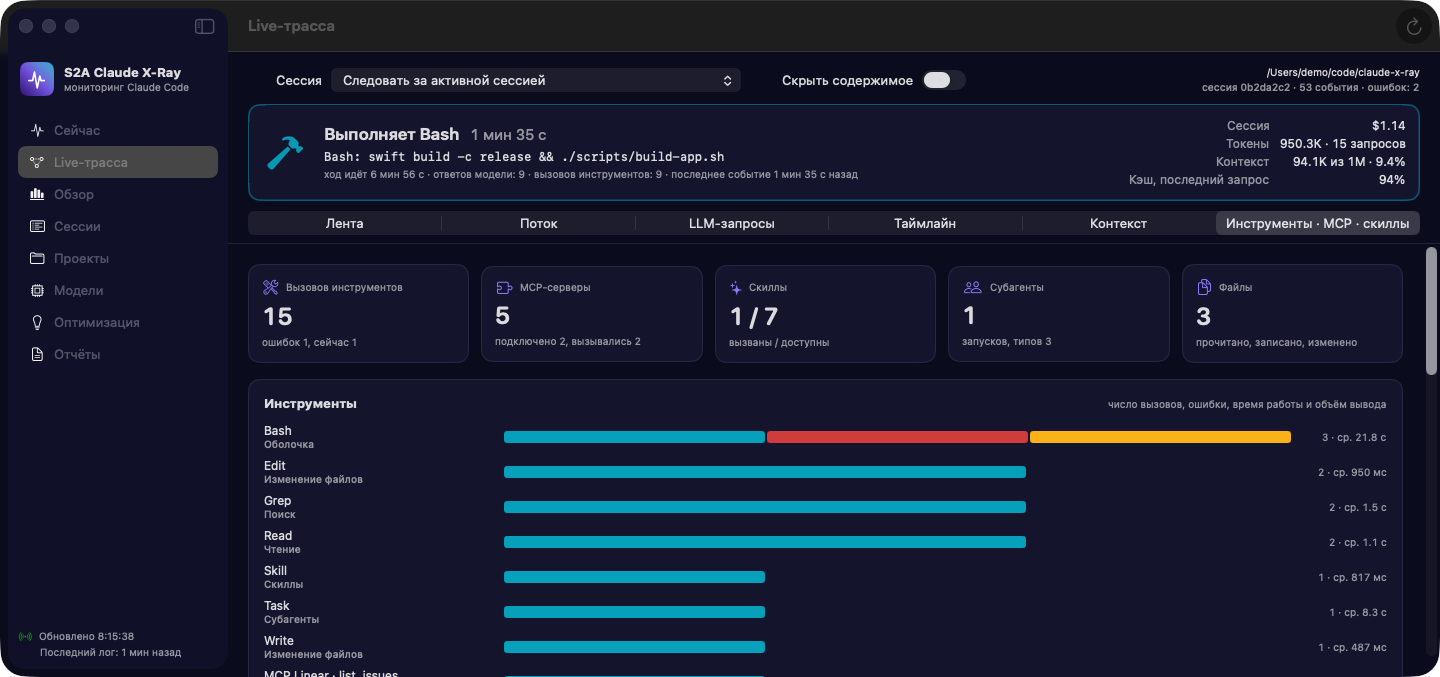 Live-трасса
S2A Claude X-Ray
мониторинг Claude Code
Сейчас
Live-трасса
Обзор
Сессии
Проекты
Модели
Оптимизация
Отчёты
Обновлено 8:15:38
Последний лог: 1 мин назад
Сессия
Следовать за активной сессией
Скрыть содержимое
/Users/demo/code/claude-x-ray
сессия 0b2da2c2 · 53 события · ошибок: 2
Выполняет Bash 1 мин 35 с
Bash: swift build -c release && ./scripts/build-app.sh
ход идёт 6 мин 56 с · ответов модели: 9 · вызовов инструментов: 9 · последнее событие 1 мин 35 с назад
Сессия $1.14
Токены 950.3K · 15 запросов
Контекст 94.1K из 1M · 9.4%
Кэш, последний запрос 94%
Лента Поток LLM-запросы Таймлайн Контекст Инструменты · MCP · скиллы
Вызовов инструментов
15
ошибок 1, сейчас 1
MCP-серверы
5
подключено 2, вызывались 2
Скиллы
1 / 7
вызваны / доступны
Субагенты
1
запусков, типов 3
Файлы
3
прочитано, записано, изменено
Инструменты
число вызовов, ошибки, время работы и объём вывода
Bash
Оболочка
3 · ср. 21.8 с
Edit
Изменение файлов
2 · ср. 950 мс
Grep
Поиск
2 · ср. 1.5 с
Read
Чтение
2 · ср. 1.1 с
Skill
Скиллы
1 · ср. 817 мс
Task
Субагенты
1 · ср. 8.3 с
Write
Изменение файлов
1 · ср. 487 мс
MCP Linear · list_issues